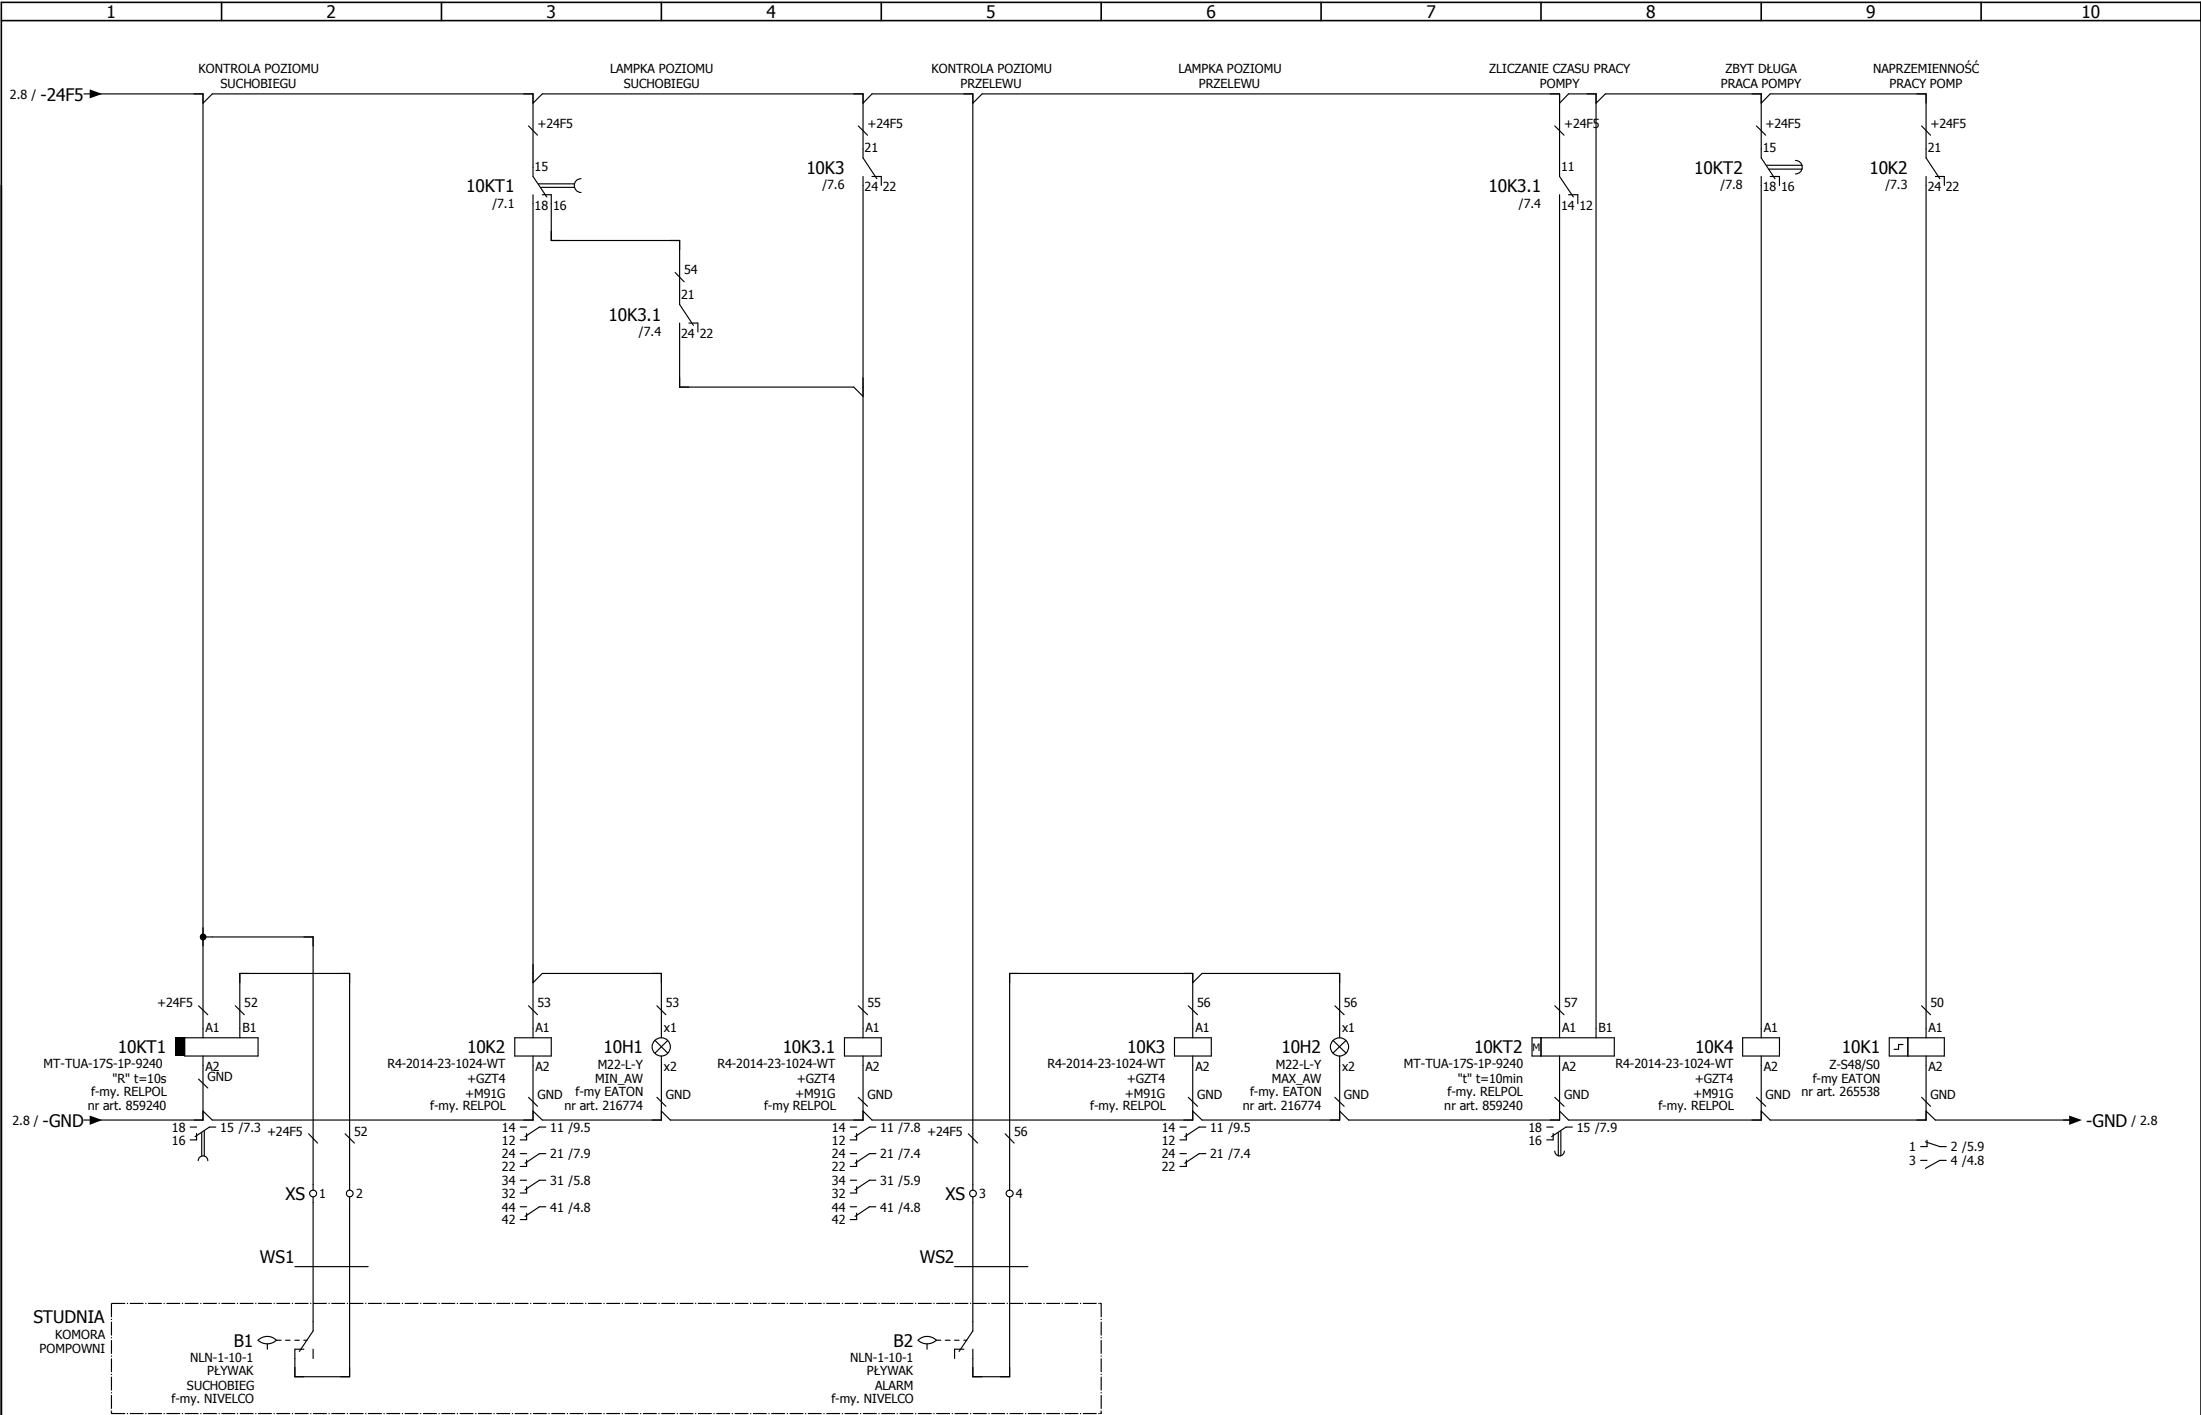 1 2 3 4 5 6 7 8 9 10
KONTROLA POZIOMU
SUCHOBIEGU
LAMPKA POZIOMU
SUCHOBIEGU
KONTROLA POZIOMU
PRZELEWU
LAMPKA POZIOMU
PRZELEWU
ZLICZANIE CZASU PRACY
POMPY
ZBYT DŁUGA
PRACA POMPY
NAPRZEMIENNOŚĆ
PRACY POMP
2.8 / -24F5
+24F5
15
10KT1
/7.1
18 16
54
21
10K3.1
/7.4
24 22
+24F5
21
10K3
/7.6
24 22
+24F5
11
10K3.1
/7.4
14 12
+24F5
15
10KT2
/7.8
18 16
+24F5
21
10K2
/7.3
24 22
+24F5 52
A1 B1
10KT1
MT-TUA-17S-1P-9240
"R" t=10s
f-my. RELPOL
nr art. 859240
A2
GND
53
A1
10K2
R4-2014-23-1024-WT
+GZT4
+M91G
f-my. RELPOL
A2
GND
53
x1
10H1
M22-L-Y
MIN_AW
f-my EATON
nr art. 216774
x2
GND
55
A1
10K3.1
R4-2014-23-1024-WT
+GZT4
+M91G
f-my RELPOL
A2
GND
56
A1
10K3
R4-2014-23-1024-WT
+GZT4
+M91G
f-my. RELPOL
A2
GND
56
x1
10H2
M22-L-Y
MAX_AW
f-my. EATON
nr art. 216774
x2
GND
57
A1 B1
10KT2
M
MT-TUA-17S-1P-9240
"t" t=10min
f-my. RELPOL
nr art. 859240
A2
GND
A1
10K4
R4-2014-23-1024-WT
+GZT4
+M91G
f-my. RELPOL
A2
GND
50
A1
10K1
Z-S48/S0
f-my EATON
nr art. 265538
A2
GND
2.8 / -GND
-GND / 2.8
18 15 /7.3
16
+24F5 52
14 11 /9.5
12
24 21 /7.9
22
34 31 /5.8
32
44 41 /4.8
42
14 11 /7.8
12
24 21 /7.4
22
34 31 /5.9
32
44 41 /4.8
42
+24F5 56
14 11 /9.5
12
24 21 /7.4
22
18 15 /7.9
16
1 2 /5.9
3 4 /4.8
XS 1 2
XS 3 4
WS1
WS2
STUDNIA
KOMORA
POMPOWNI
B1
NLN-1-10-1
PŁYWAK
SUCHOBIEG
f-my. NIVELCO
B2
NLN-1-10-1
PŁYWAK
ALARM
f-my. NIVELCO